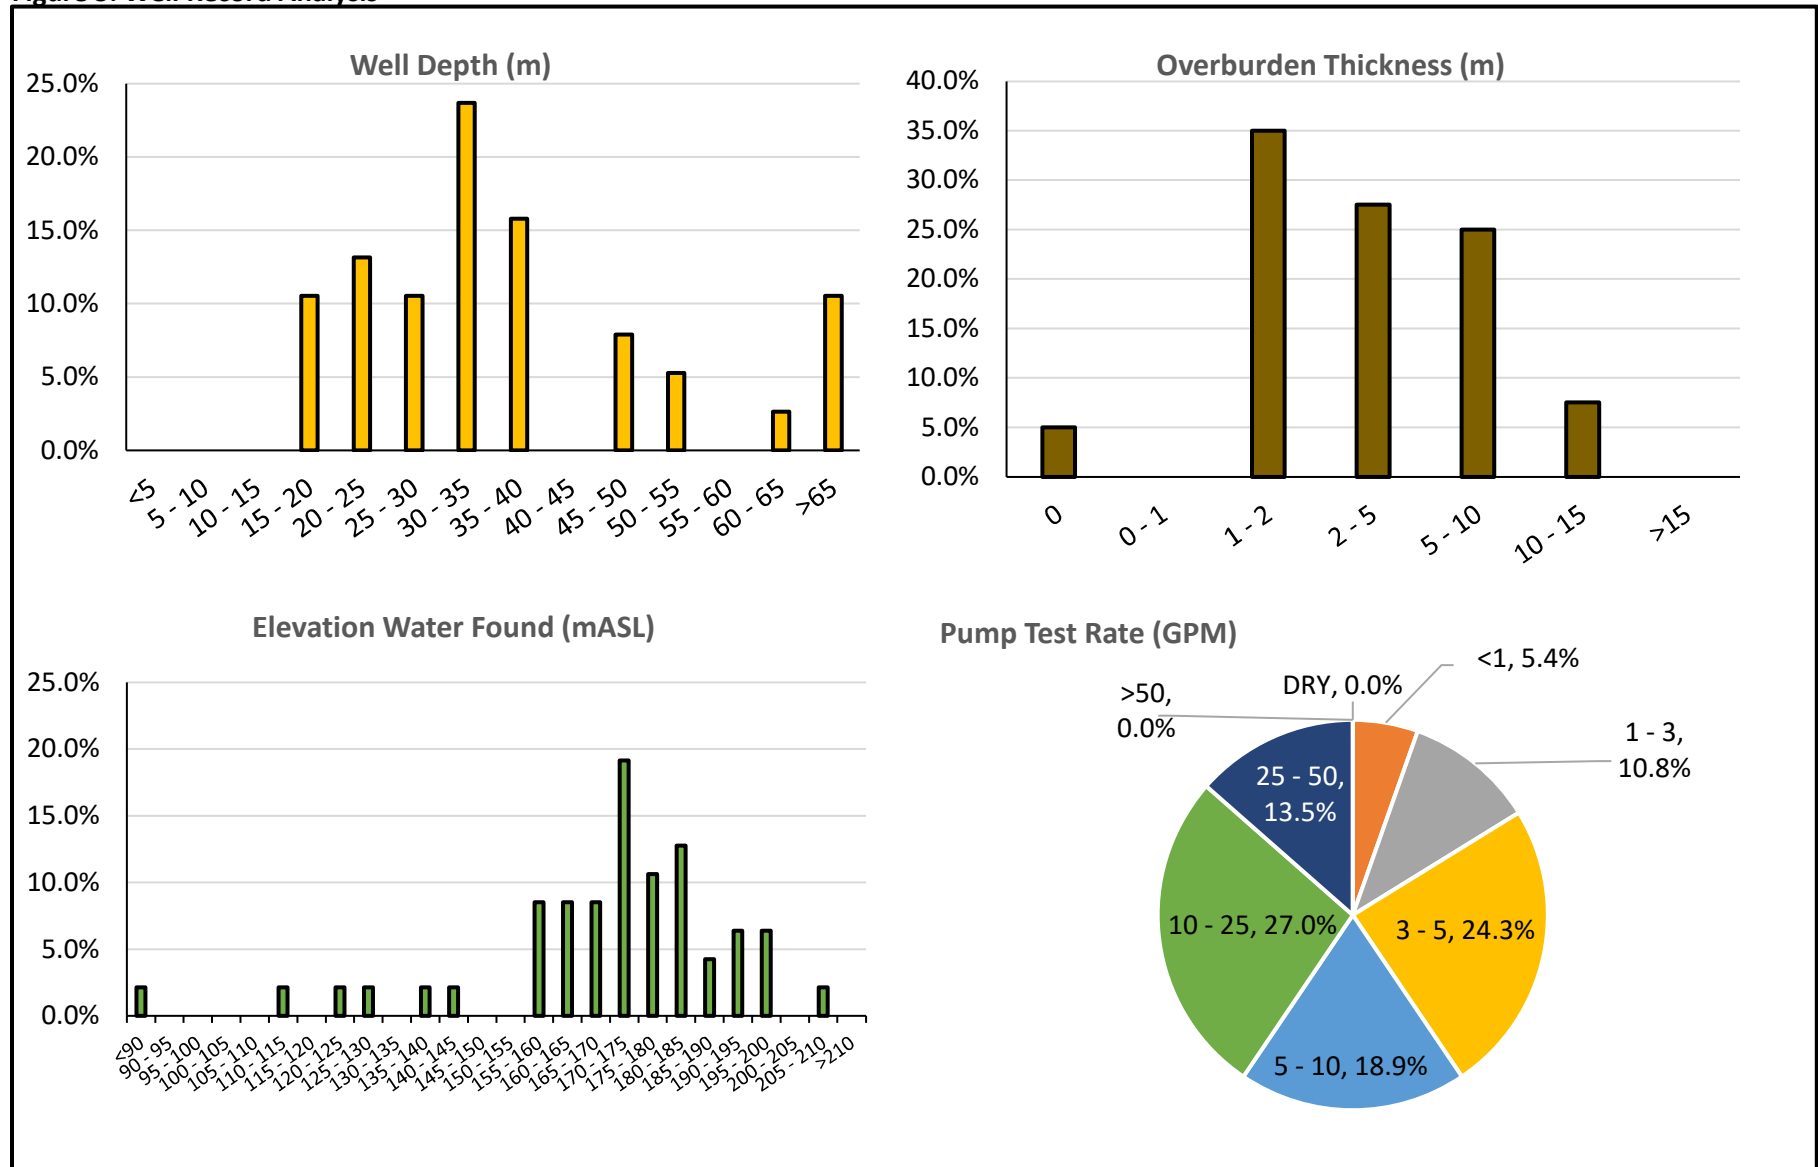 Figure 3: Well Record Analysis
Well Depth (m)
25.0%
20.0%
15.0%
10.0%
5.0%
0.0%
<5
5 - 10
10 - 15
15 - 20
20 - 25
25 - 30
30 - 35
35 - 40
40 - 45
45 - 50
50 - 55
55 - 60
60 - 65
>65
Overburden Thickness (m)
40.0%
35.0%
30.0%
25.0%
20.0%
15.0%
10.0%
5.0%
0.0%
0
0 - 1
1 - 2
2 - 5
5 - 10
10 - 15
>15
Elevation Water Found (mASL)
25.0%
20.0%
15.0%
10.0%
5.0%
0.0%
<90
90 - 95
95 - 100
100 - 105
105 - 110
110 - 115
115 - 120
120 - 125
125 - 130
130 - 135
135 - 140
140 - 145
145 - 150
150 - 155
155 - 160
160 - 165
165 - 170
170 - 175
175 - 180
180 - 185
185 - 190
190 - 195
195 - 200
200 - 205
205 - 210
>210
Pump Test Rate (GPM)
>50,
0.0%
DRY, 0.0%
<1, 5.4%
1 - 3,
10.8%
25 - 50,
13.5%
10 - 25, 27.0%
3 - 5, 24.3%
5 - 10, 18.9%